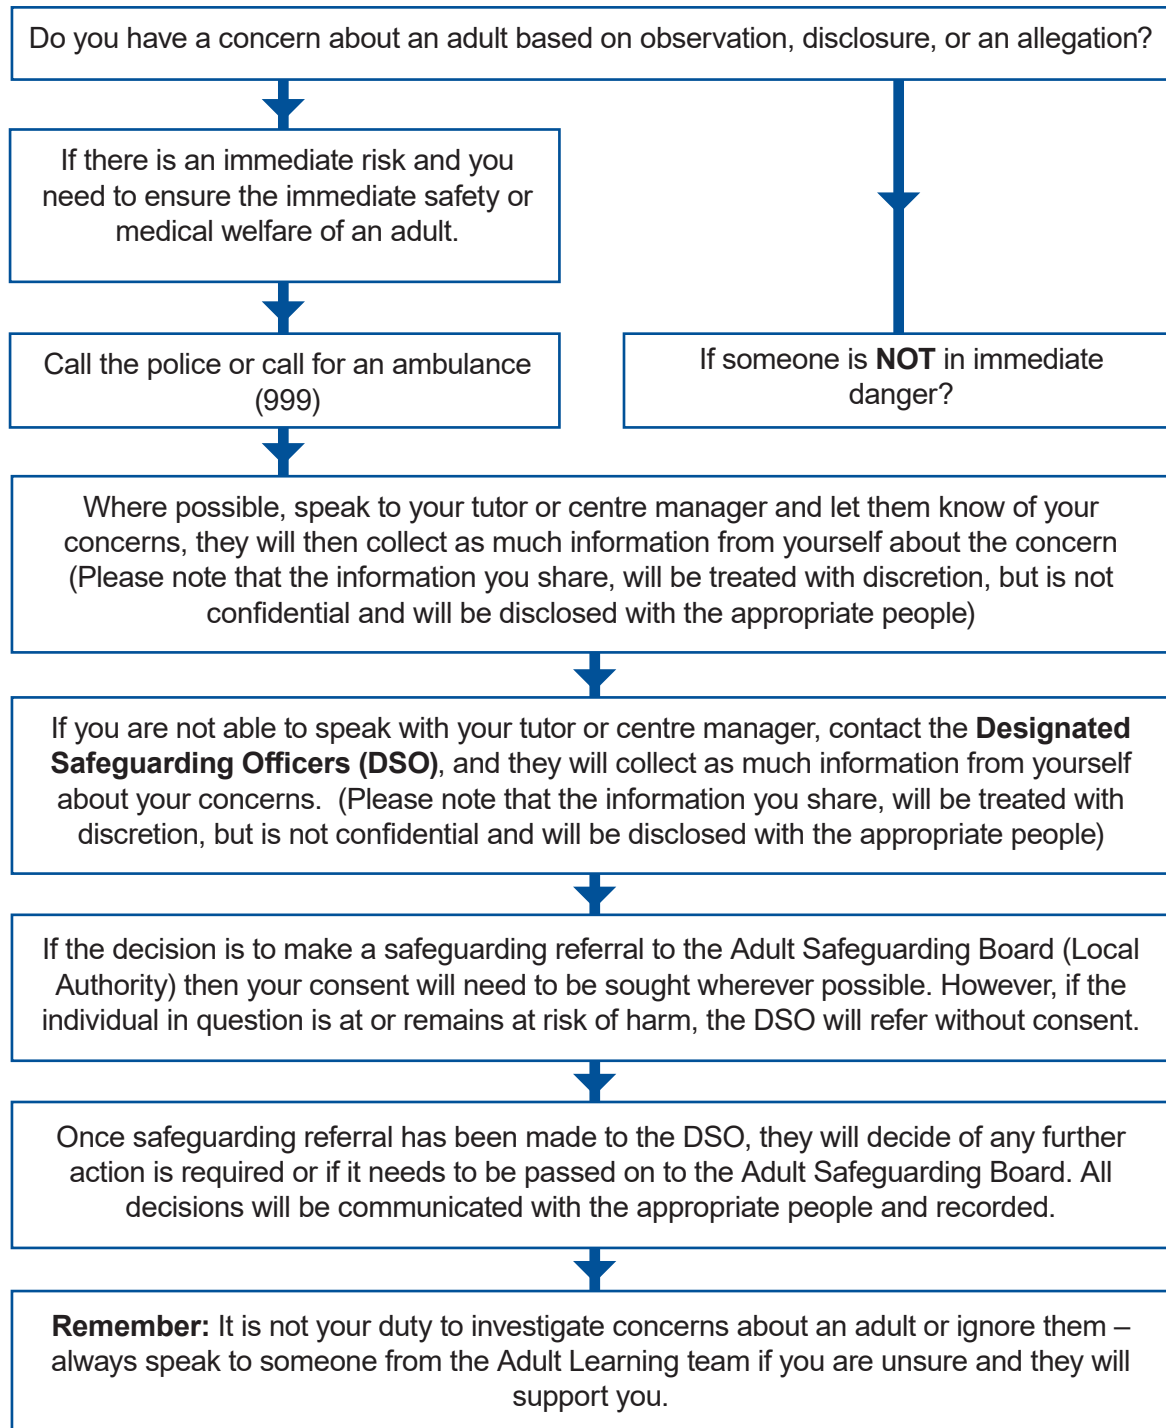 Do you have a concern about an adult based on observation, disclosure, or an allegation?
If there is an immediate risk and you
need to ensure the immediate safety or
medical welfare of an adult.
Call the police or call for an ambulance
(999)
If someone is NOT in immediate
danger?
Where possible, speak to your tutor or centre manager and let them know of your
concerns, they will then collect as much information from yourself about the concern
(Please note that the information you share, will be treated with discretion, but is not
confidential and will be disclosed with the appropriate people)
If you are not able to speak with your tutor or centre manager, contact the Designated
Safeguarding Officers (DSO), and they will collect as much information from yourself
about your concerns.  (Please note that the information you share, will be treated with
discretion, but is not confidential and will be disclosed with the appropriate people)
If the decision is to make a safeguarding referral to the Adult Safeguarding Board (Local
Authority) then your consent will need to be sought wherever possible. However, if the
individual in question is at or remains at risk of harm, the DSO will refer without consent.
Once safeguarding referral has been made to the DSO, they will decide of any further
action is required or if it needs to be passed on to the Adult Safeguarding Board. All
decisions will be communicated with the appropriate people and recorded.
Remember: It is not your duty to investigate concerns about an adult or ignore them –
always speak to someone from the Adult Learning team if you are unsure and they will
support you.